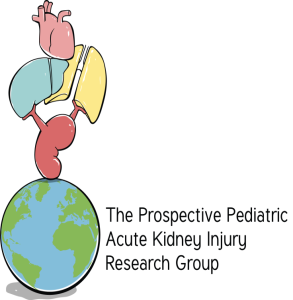 The Prospective Pediatric
Acute Kidney Injury
Research Group